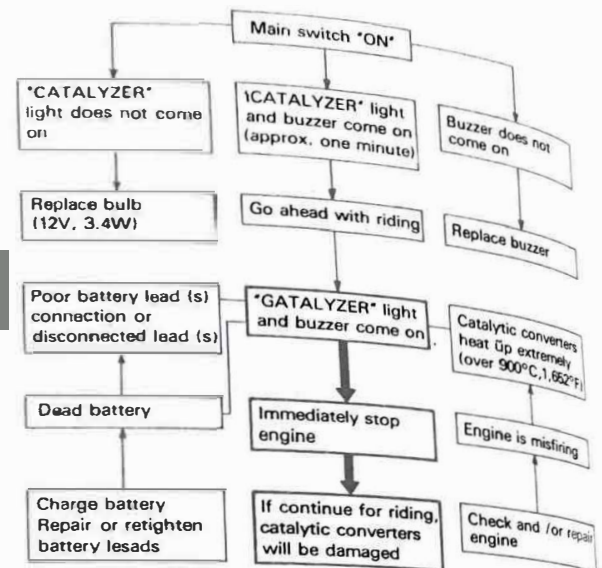 Main switch "ON"
"CATALYZER"
light does not come
on
"CATALYZER" light
and buzzer come on
(approx. one minute)
Buzzer does not
come on
Replace bulb
(12V, 3.4W)
Go ahead with riding
Replace buzzer
Poor battery lead (s)
connection or
disconnected lead (s)
"GATALYZER" light
and buzzer come on
Catalytic converters
heat up extremely
(over 900°C,1,652°F)
Dead battery
Immediately stop
engine
Engine is misfiring
Charge battery
Repair or retighten
battery lesads
If continue for riding,
catalytic converters
will be damaged
Check and /or repair
engine